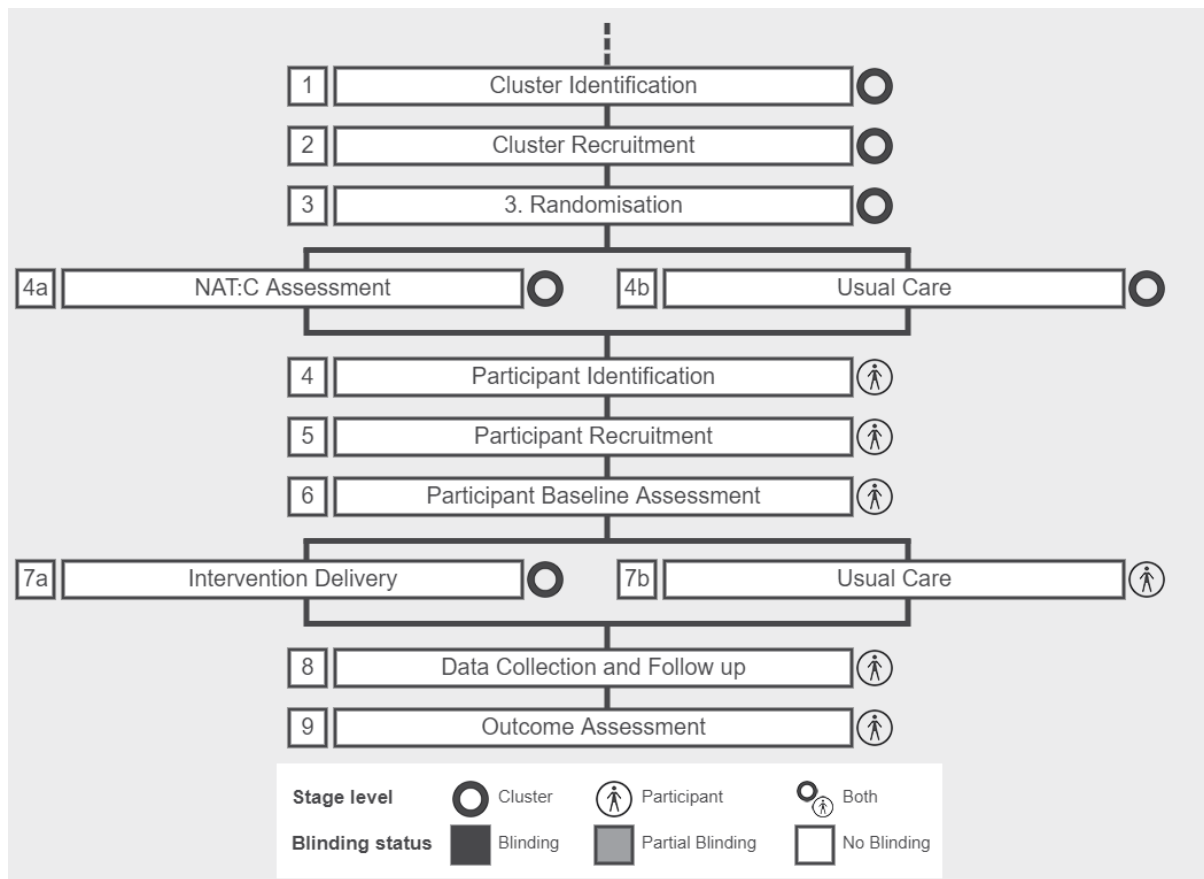 1 Cluster Identification
2 Cluster Recruitment
3 3. Randomisation
4a NAT:C Assessment 4b Usual Care
4 Participant Identification
5 Participant Recruitment
6 Participant Baseline Assessment
7a Intervention Delivery 7b Usual Care
8 Data Collection and Follow up
9 Outcome Assessment
Stage level Cluster Participant Both
Blinding status Blinding Partial Blinding No Blinding